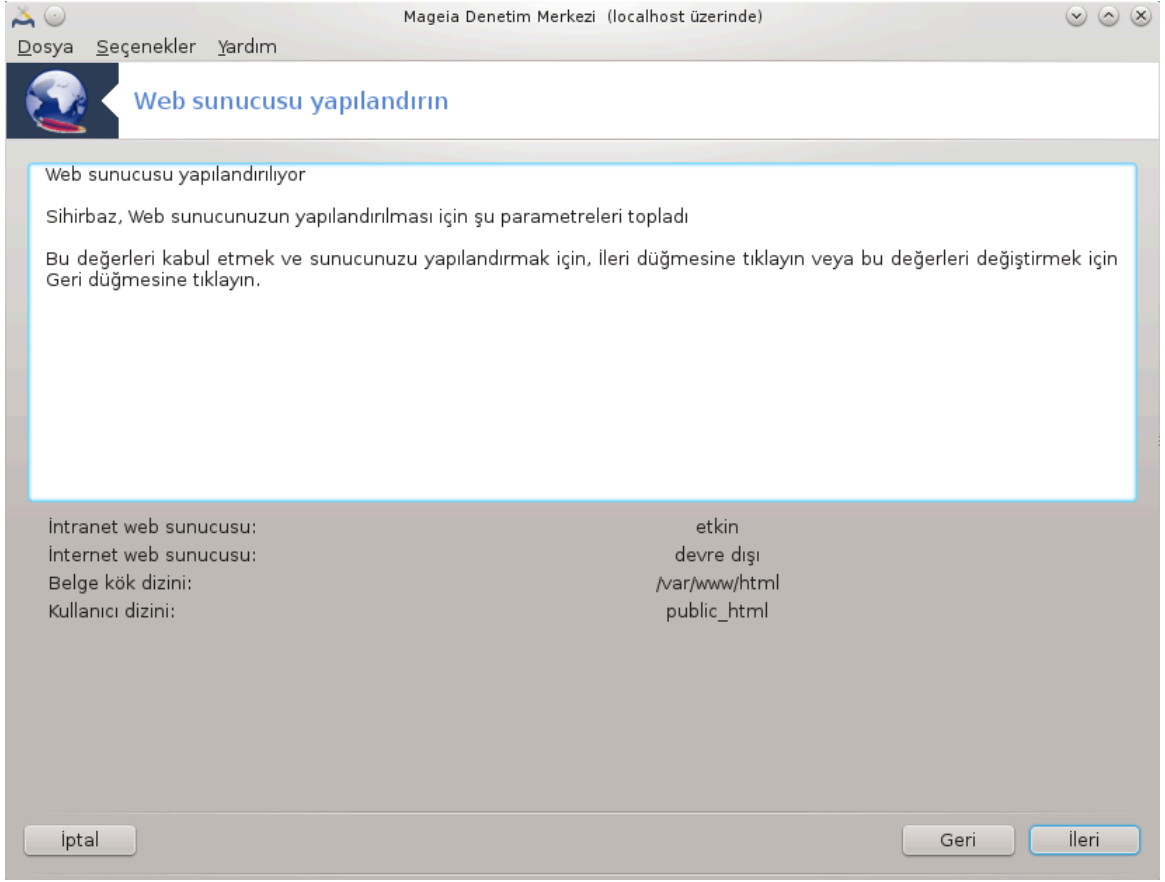 Mageia Denetim Merkezi (localhost üzerinde)
Dosya Seçenekler Yardım
Web sunucusu yapılandırın
Web sunucusu yapılandırılıyor
Sihirbaz, Web sunucunuzun yapılandırılması için şu parametreleri topladı
Bu değerleri kabul etmek ve sunucunuzu yapılandırmak için, İleri düğmesine tıklayın veya bu değerleri değiştirmek için
Geri düğmesine tıklayın.
İntranet web sunucusu: etkin
İnternet web sunucusu: devre dışı
Belge kök dizini: /var/www/html
Kullanıcı dizini: public_html
İptal Geri İleri